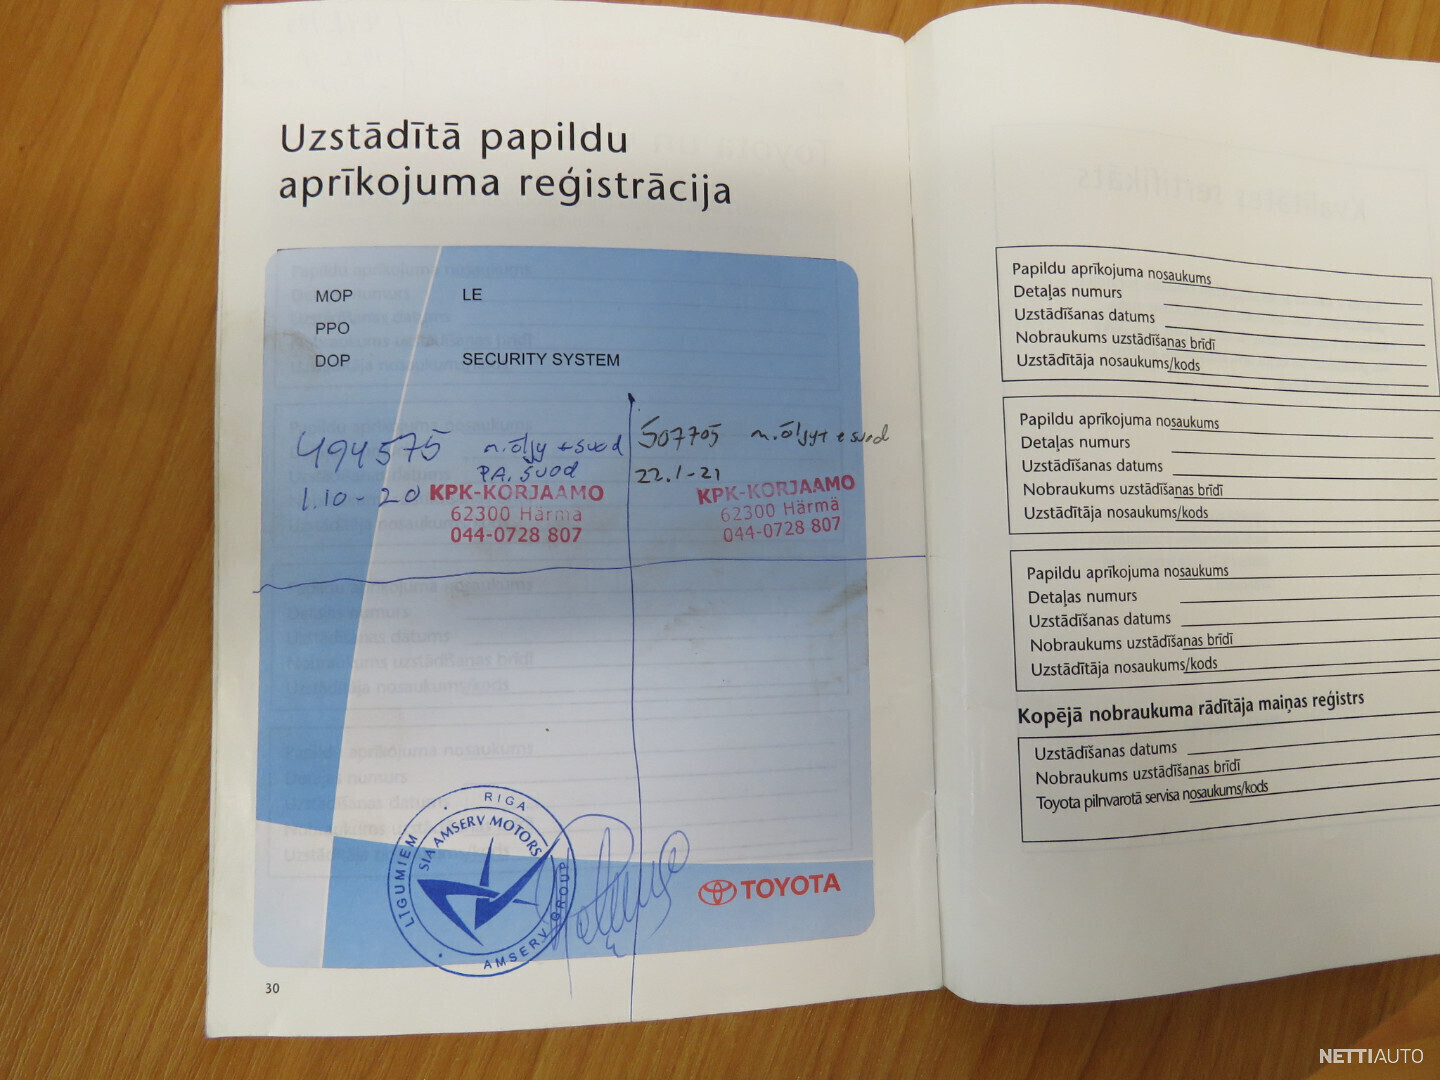 Uzstādītā papildu
aprīkojuma reģistrācija
MOP LE
PPO
DOP SECURITY SYSTEM
494575 m.öljy + suod
P.A. suod
1.10-20
KPK-KORJAAMO
62300 Härmä
044-0728 807
507705 m.öljy + suod
22.1-21
KPK-KORJAAMO
62300 Härmä
044-0728 807
RIGA
SIA AMSERV MOTORS
LĪGUMIEM
AMSERV GROUP
TOYOTA
30
Papildu aprīkojuma nosaukums
Detaļas numurs
Uzstādīšanas datums
Nobraukums uzstādīšanas brīdī
Uzstādītāja nosaukums/kods
Papildu aprīkojuma nosaukums
Detaļas numurs
Uzstādīšanas datums
Nobraukums uzstādīšanas brīdī
Uzstādītāja nosaukums/kods
Papildu aprīkojuma nosaukums
Detaļas numurs
Uzstādīšanas datums
Nobraukums uzstādīšanas brīdī
Uzstādītāja nosaukums/kods
Kopējā nobraukuma rādītāja maiņas reģistrs
Uzstādīšanas datums
Nobraukums uzstādīšanas brīdī
Toyota pilnvarotā servisa nosaukums/kods
NETTIAUTO